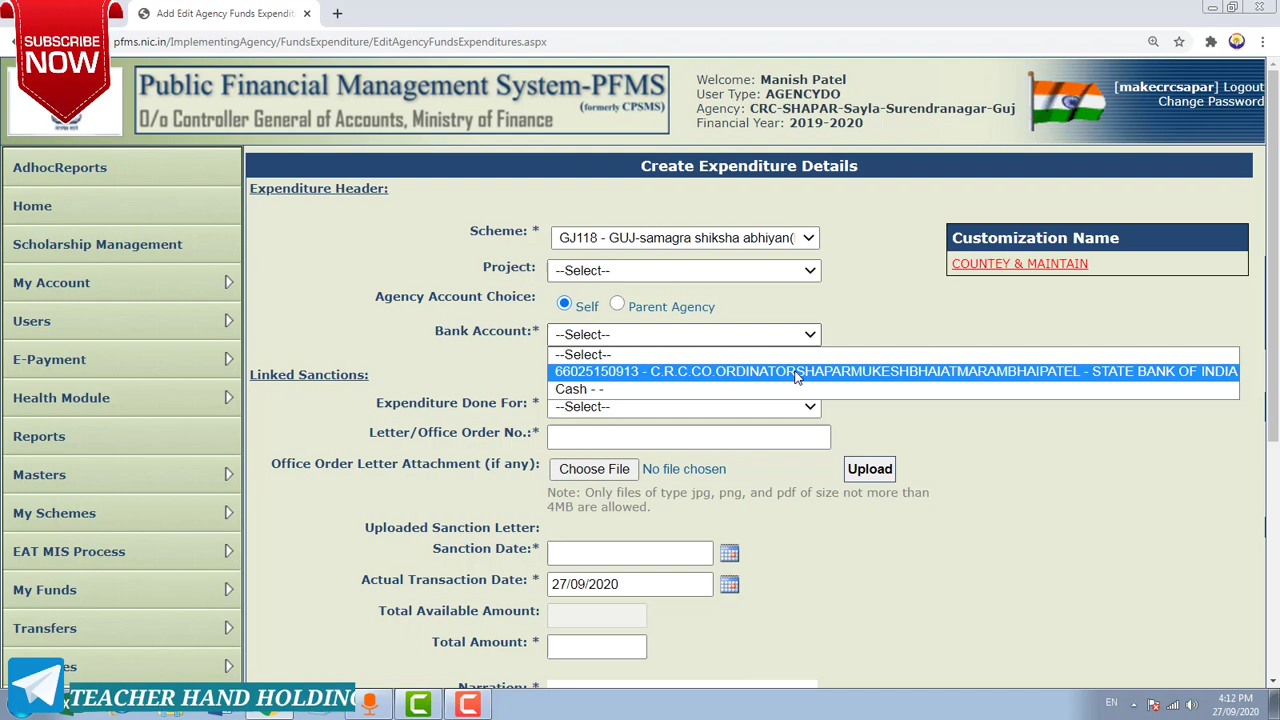 SUBSCRIBE
NOW
Add Edit Agency Funds Expendit
pfms.nic.in/ImplementingAgency/FundsExpenditure/EditAgencyFundsExpenditures.aspx
Public Financial Management System-PFMS
(formerly CPSMS)
O/o Controller General of Accounts, Ministry of Finance
Welcome: Manish Patel
User Type: AGENCYDO
Agency: CRC-SHAPAR-Sayla-Surendranagar-Guj
Financial Year: 2019-2020
[makecrcsapar] Logout
Change Password
AdhocReports
Home
Scholarship Management
My Account
Users
E-Payment
Health Module
Reports
Masters
My Schemes
EAT MIS Process
My Funds
Transfers
Create Expenditure Details
Expenditure Header:
Scheme: * GJ118 - GUJ-samagra shiksha abhiyan(
Project: --Select--
Agency Account Choice: Self Parent Agency
Bank Account:* --Select--
--Select--
66025150913 - C.R.C.CO.ORDINATORSHAPARMUKESHBHAIATMARAMBHAIPATEL - STATE BANK OF INDIA
Cash - -
Linked Sanctions:
Expenditure Done For: * --Select--
Letter/Office Order No.:*
Office Order Letter Attachment (if any): Choose File No file chosen Upload
Note: Only files of type jpg, png, and pdf of size not more than
4MB are allowed.
Uploaded Sanction Letter:
Sanction Date: *
Actual Transaction Date: * 27/09/2020
Total Available Amount:
Total Amount: *
Narration: *
Customization Name
COUNTEY & MAINTAIN
TEACHER HAND HOLDING
EN
4:12 PM
27/09/2020